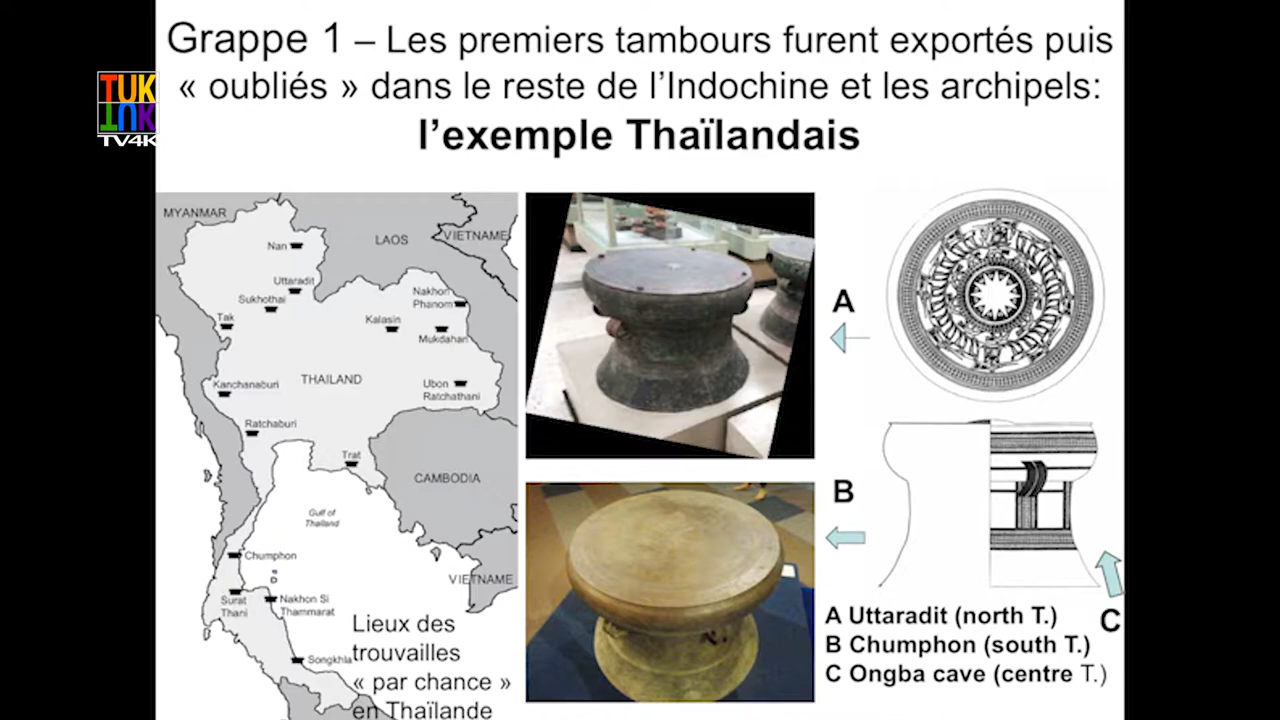 Grappe 1 – Les premiers tambours furent exportés puis
« oubliés » dans le reste de l’Indochine et les archipels:
l’exemple Thaïlandais
TUK
TUK
TV4K
MYANMAR
LAOS
VIETNAME
Nan
Uttaradit
Sukhothai
Nakhon
Phanom
Tak
Kalasin
Mukdahan
Kanchanaburi
THAILAND
Ubon
Ratchathani
Ratchaburi
Trat
CAMBODIA
Gulf of
Thailand
Chumphon
VIETNAME
Surat
Thani
Nakhon Si
Thammarat
Songkhla
Lieux des
trouvailles
« par chance »
en Thaïlande
A
B
C
A Uttaradit (north T.)
B Chumphon (south T.)
C Ongba cave (centre T.)